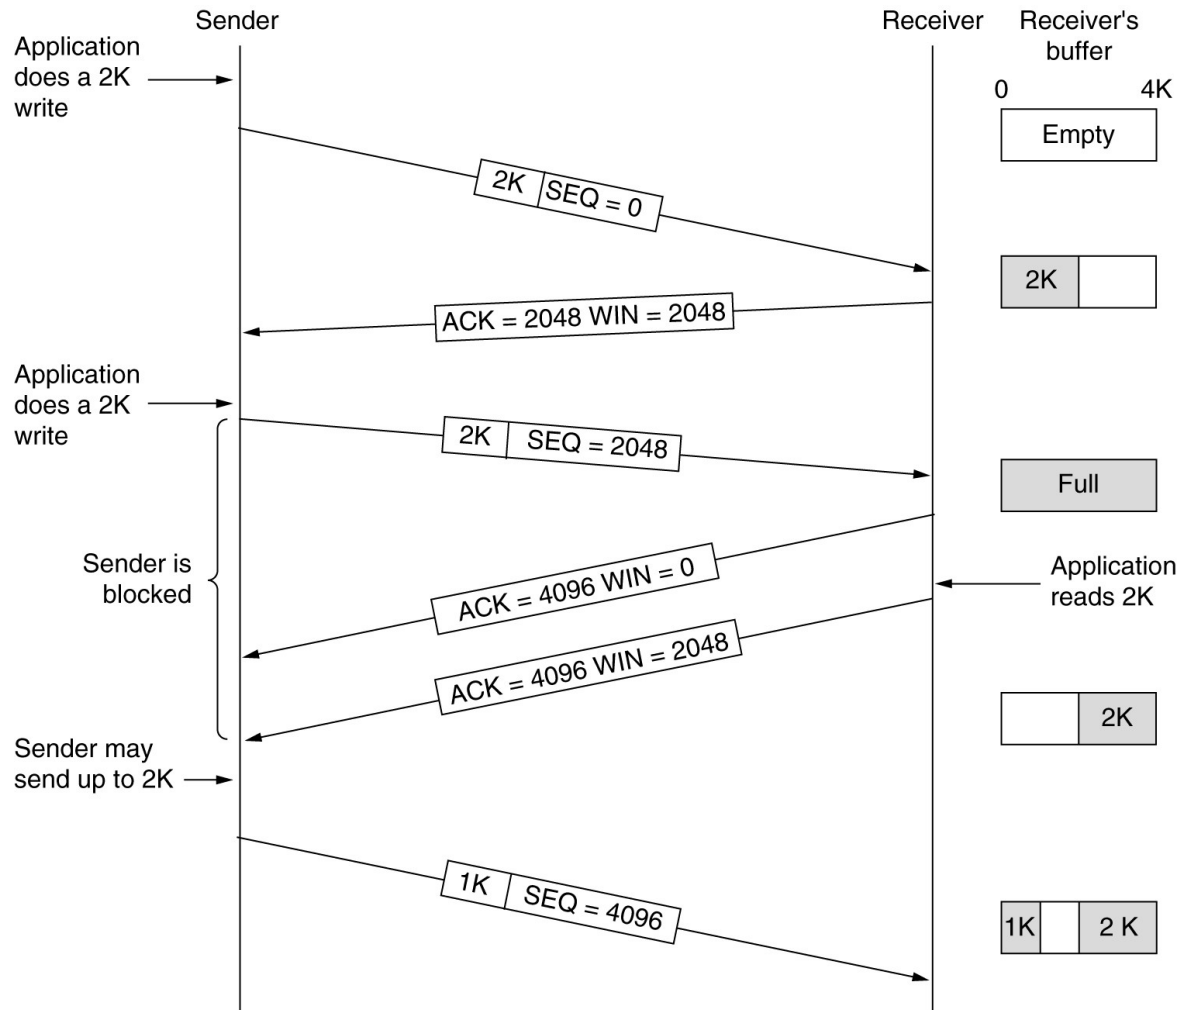 Sender
Receiver
Receiver's
buffer
Application
does a 2K
write
0
4K
Empty
2K
SEQ = 0
2K
ACK = 2048 WIN = 2048
Application
does a 2K
write
2K
SEQ = 2048
Full
Sender is
blocked
ACK = 4096 WIN = 0
Application
reads 2K
ACK = 4096 WIN = 2048
2K
Sender may
send up to 2K
1K
SEQ = 4096
1K
2 K